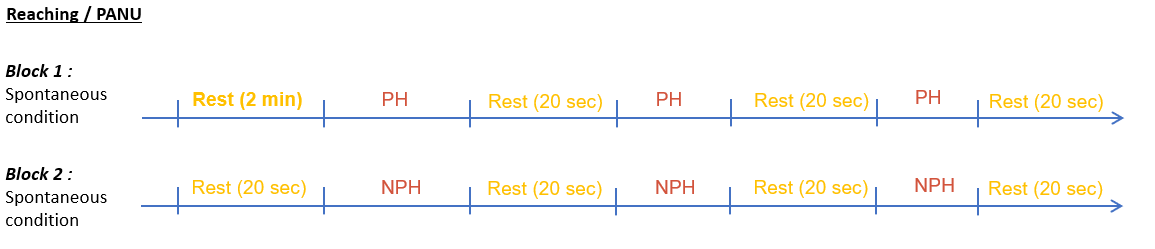 Reaching / PANU
Block 1 :
Spontaneous
condition
Rest (2 min) PH Rest (20 sec) PH Rest (20 sec) PH Rest (20 sec)
Block 2 :
Spontaneous
condition
Rest (20 sec) NPH Rest (20 sec) NPH Rest (20 sec) NPH Rest (20 sec)